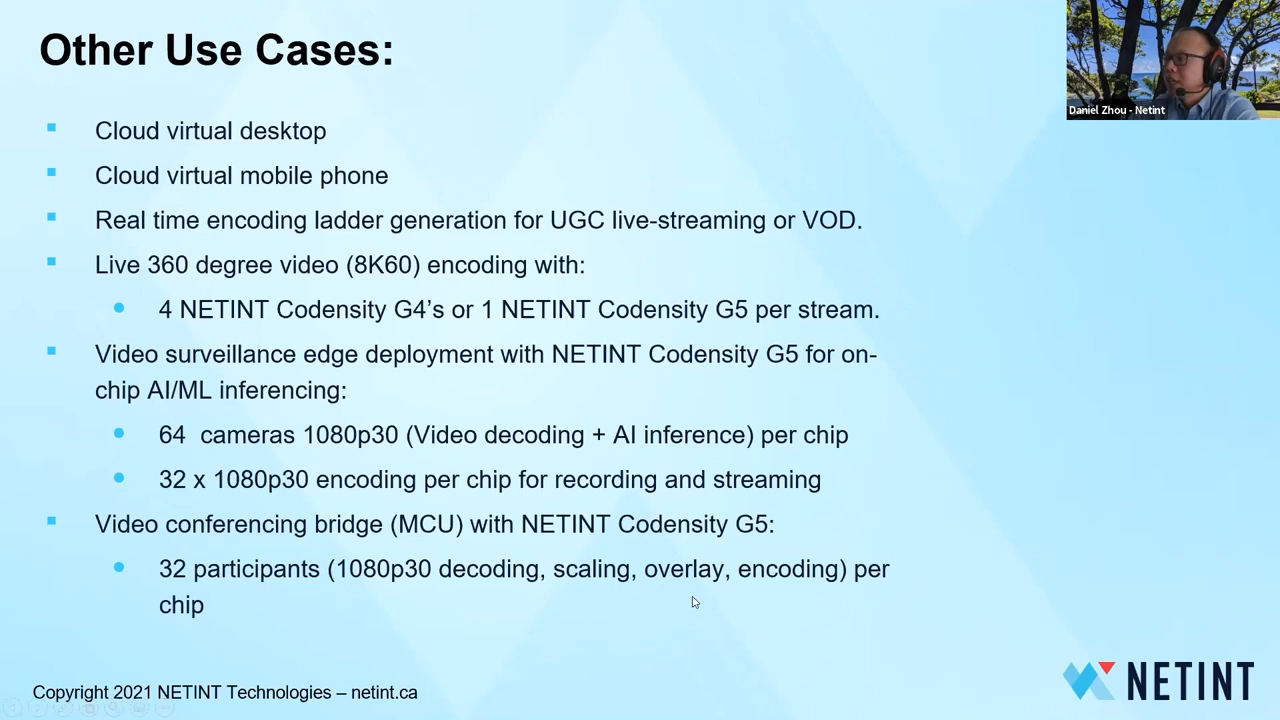 Other Use Cases:
Daniel Zhou - Netint
Cloud virtual desktop
Cloud virtual mobile phone
Real time encoding ladder generation for UGC live-streaming or VOD.
Live 360 degree video (8K60) encoding with:
4 NETINT Codensity G4’s or 1 NETINT Codensity G5 per stream.
Video surveillance edge deployment with NETINT Codensity G5 for on-
chip AI/ML inferencing:
64 cameras 1080p30 (Video decoding + AI inference) per chip
32 x 1080p30 encoding per chip for recording and streaming
Video conferencing bridge (MCU) with NETINT Codensity G5:
32 participants (1080p30 decoding, scaling, overlay, encoding) per
chip
Copyright 2021 NETINT Technologies – netint.ca
NETINT